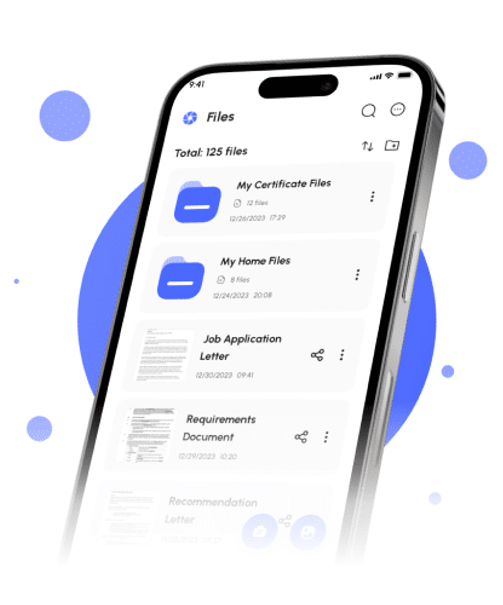 9:41
Files
Total: 125 files
My Certificate Files
12 files
12/26/2023 17:29
My Home Files
8 files
12/24/2023 20:08
Job Application
Letter
12/30/2023 09:41
Requirements
Document
12/29/2023 10:20
Recommendation
Letter